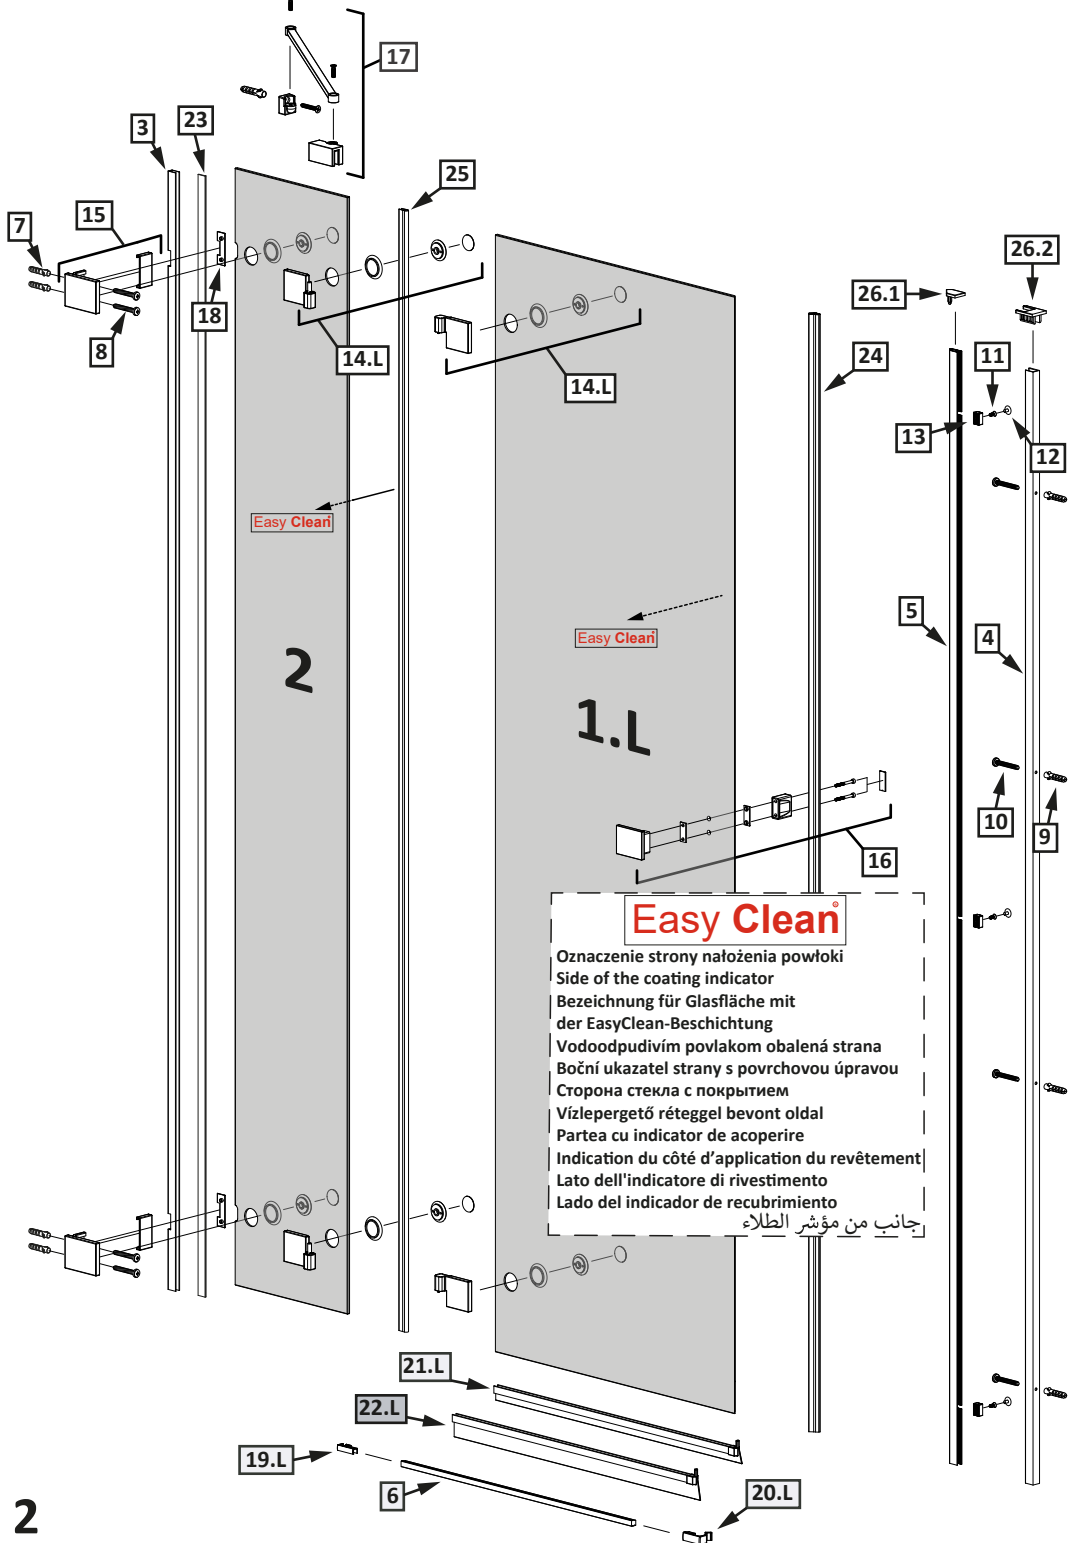 17
3
23
25
7
15
26.2
26.1
18
8
14.L
14.L
24
11
13
12
Easy Clean®
Easy Clean®
5
4
2
1.L
10
9
16
Easy Clean®
Oznaczenie strony nałożenia powłoki
Side of the coating indicator
Bezeichnung für Glasfläche mit
der EasyClean-Beschichtung
Vodoodpudivím povlakom obalená strana
Boční ukazatel strany s povrchovou úpravou
Сторона стекла с покрытием
Vízlepergető réteggel bevont oldal
Partea cu indicator de acoperire
Indication du côté d’application du revêtement
Lato dell'indicatore di rivestimento
Lado del indicador de recubrimiento
جانب من مؤشر الطلاء
21.L
22.L
19.L
6
20.L
2